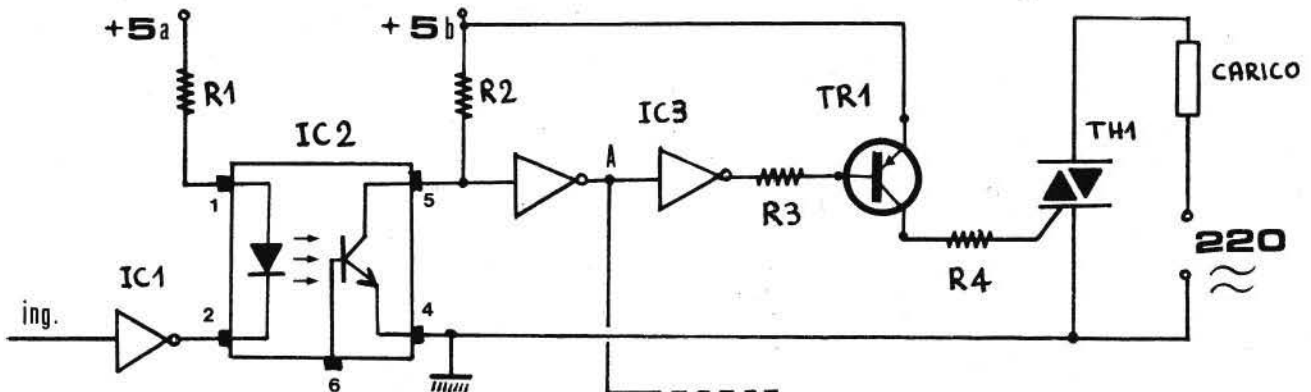 +5a
+5b
R1
R2
IC2
IC3
TR1
TH1
CARICO
A
1
5
R3
R4
220
IC1
ing.
2
4
6